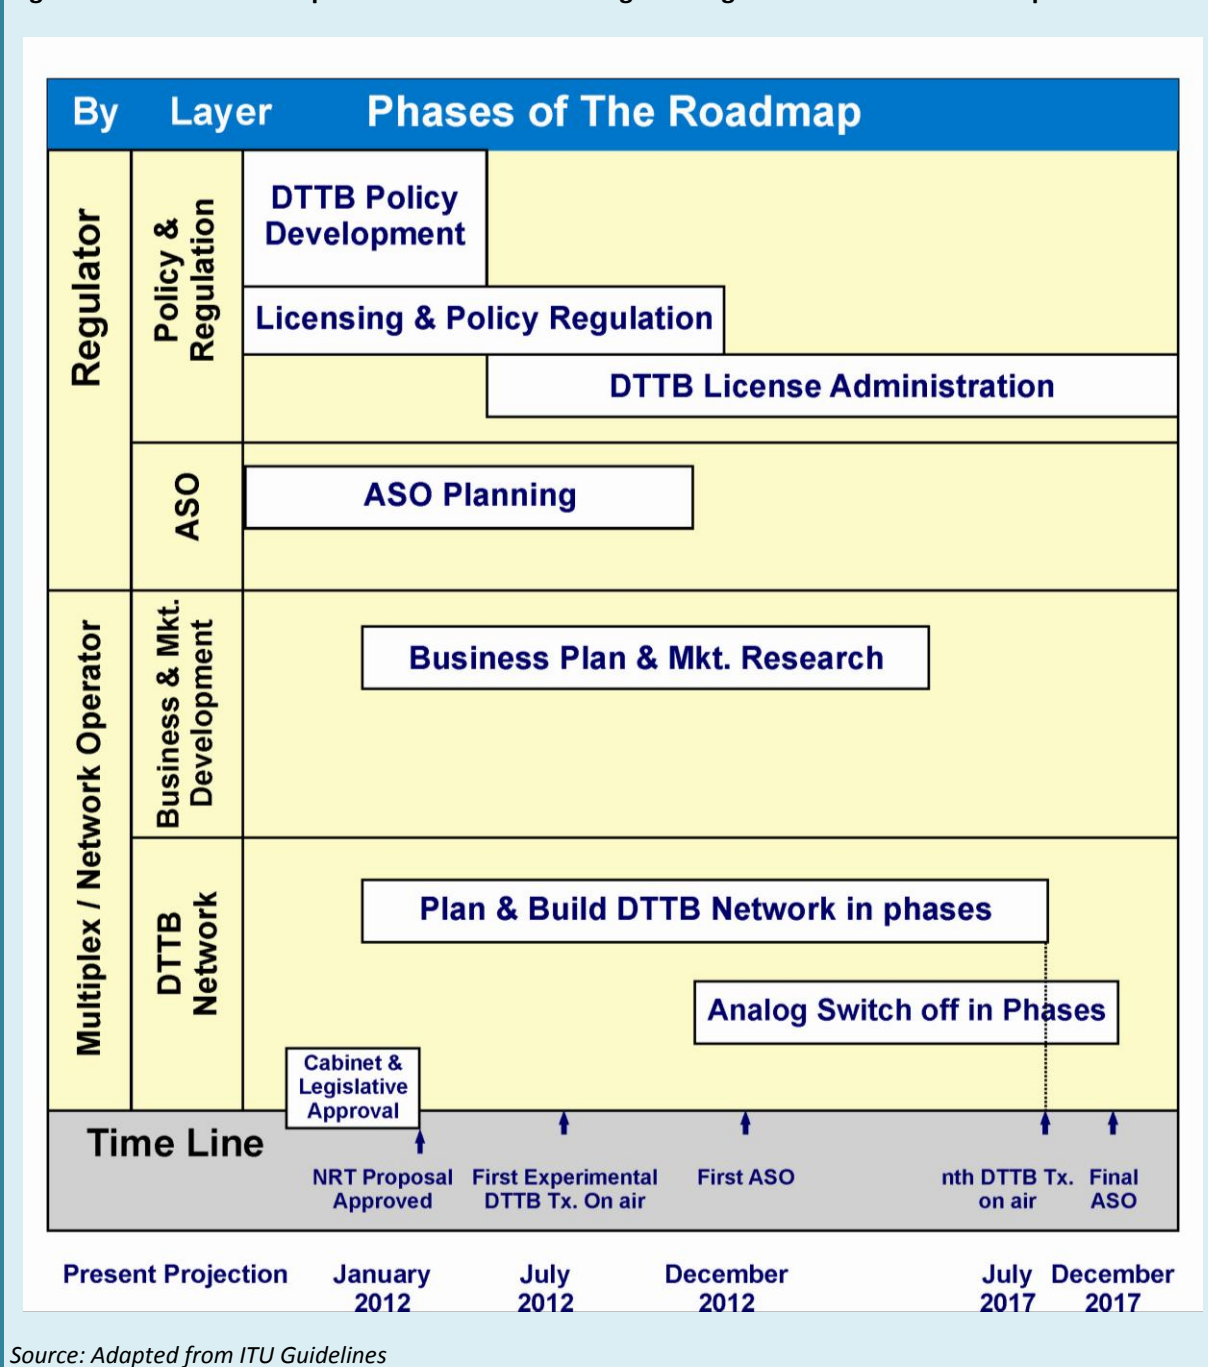 By Layer Phases of The Roadmap
Regulator
Policy &
Regulation
DTTB Policy
Development
Licensing & Policy Regulation
DTTB License Administration
ASO
ASO Planning
Multiplex / Network Operator
Business & Mkt.
Development
Business Plan & Mkt. Research
DTTB
Network
Plan & Build DTTB Network in phases
Analog Switch off in Phases
Cabinet &
Legislative
Approval
Time Line
NRT Proposal
Approved
First Experimental
DTTB Tx. On air
First ASO
nth DTTB Tx.
on air
Final
ASO
Present Projection
January
2012
July
2012
December
2012
July
2017
December
2017
Source: Adapted from ITU Guidelines